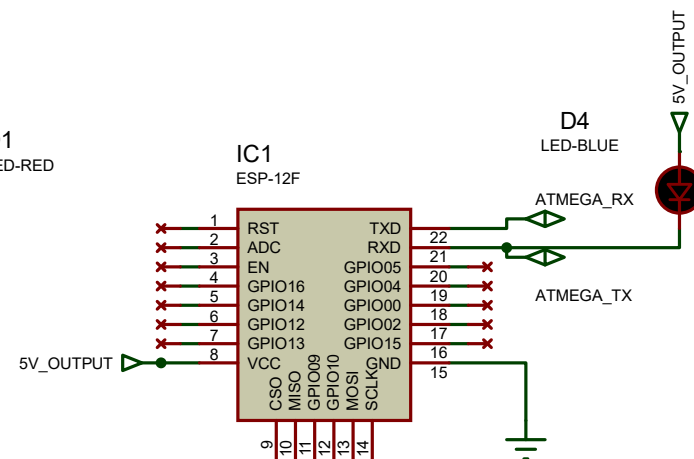 5V_OUTPUT
D4
LED-BLUE
1
ED-RED
IC1
ESP-12F
ATMEGA_RX
ATMEGA_TX
1 RST TXD 22
2 ADC RXD 21
3 EN GPIO05 20
4 GPIO16 GPIO04 19
5 GPIO14 GPIO00 18
6 GPIO12 GPIO02 17
7 GPIO13 GPIO15 16
5V_OUTPUT 8 VCC GND 15
CSO
MISO
GPIO09
GPIO10
MOSI
SCLK
9
10
11
12
13
14